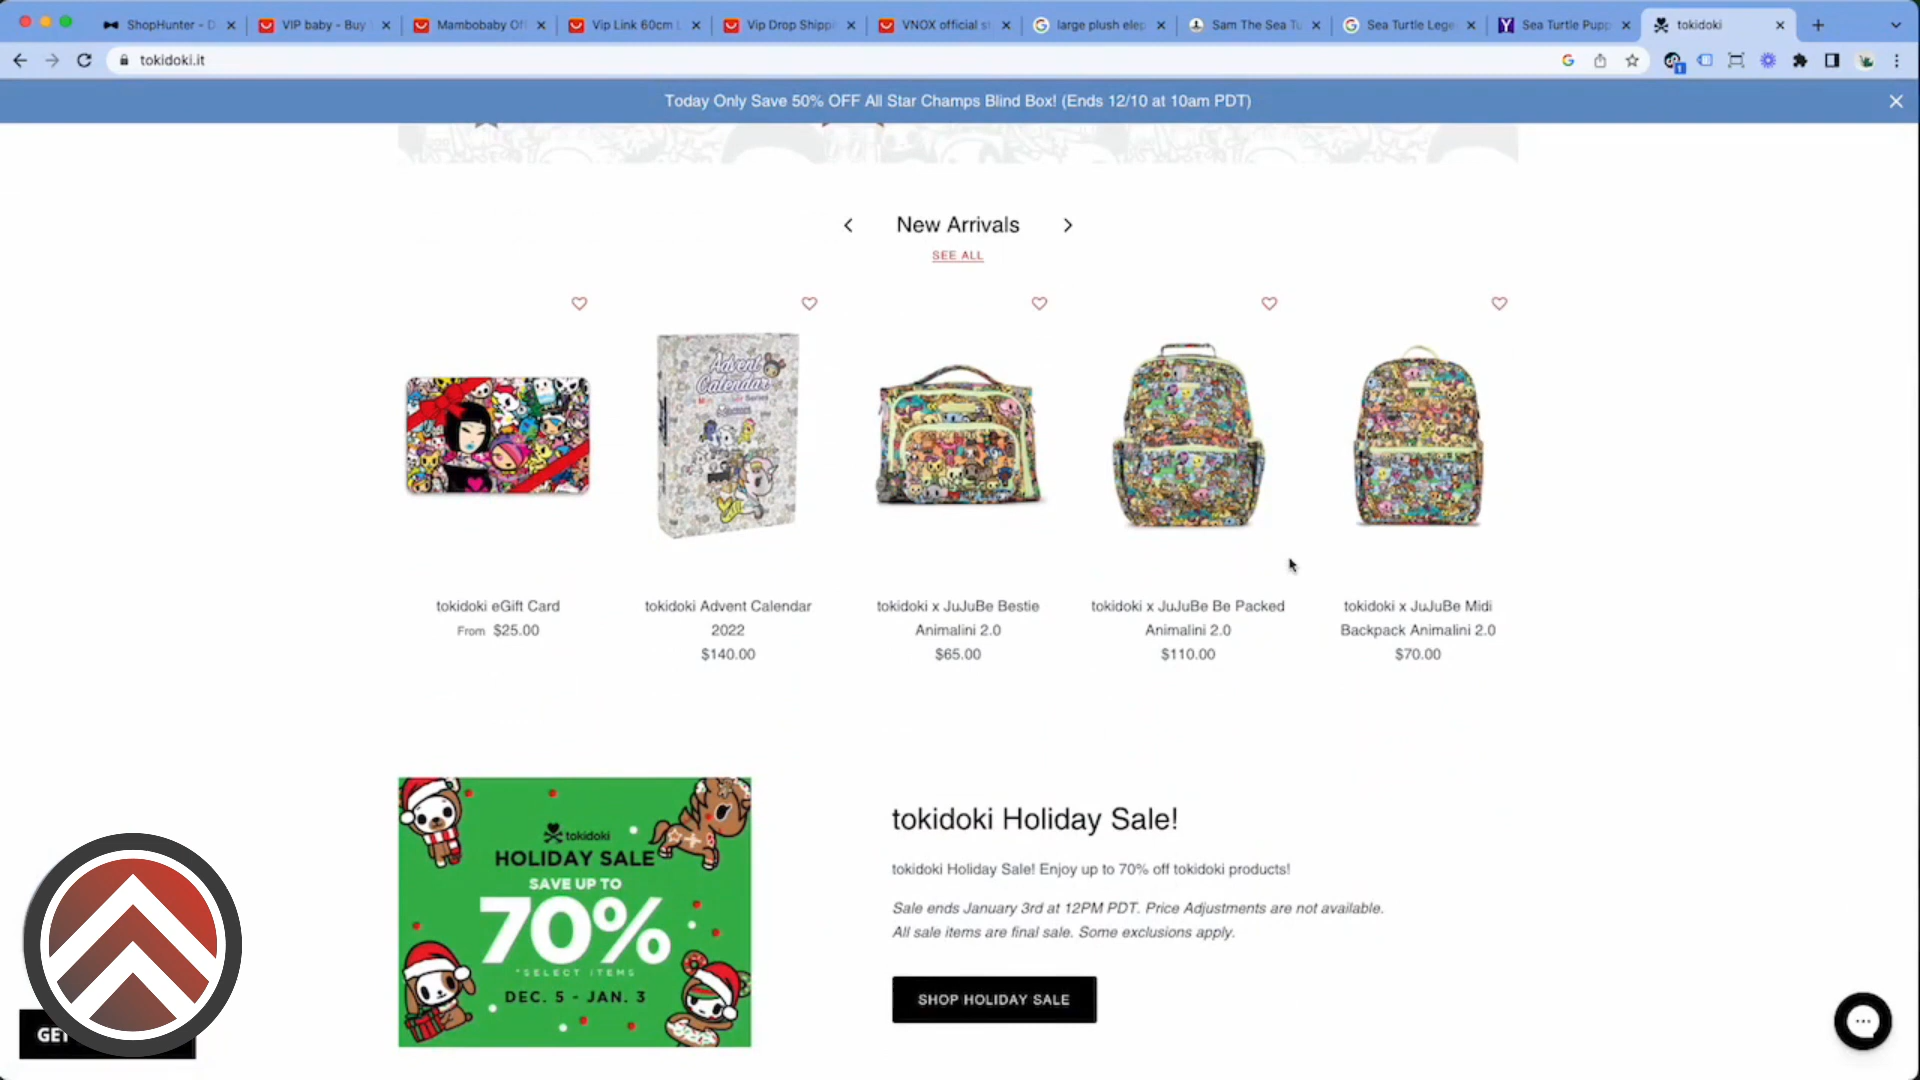 ShopHunter - D
VIP baby - Buy
Mambobaby Of
Vip Link 60cm L
Vip Drop Shipp
VNOX official st
large plush elep
Sam The Sea Tu
Sea Turtle Lege
Sea Turtle Pupp
tokidoki
tokidoki.it
Today Only Save 50% OFF All Star Champs Blind Box! (Ends 12/10 at 10am PDT)
New Arrivals
SEE ALL
Advent
Calendar
tokidoki eGift Card
From $25.00
tokidoki Advent Calendar
2022
$140.00
tokidoki x JuJuBe Bestie
Animalini 2.0
$65.00
tokidoki x JuJuBe Be Packed
Animalini 2.0
$110.00
tokidoki x JuJuBe Midi
Backpack Animalini 2.0
$70.00
tokidoki
HOLIDAY SALE
SAVE UP TO
70%
*SELECT ITEMS
DEC. 5 - JAN. 3
tokidoki Holiday Sale!
tokidoki Holiday Sale! Enjoy up to 70% off tokidoki products!
Sale ends January 3rd at 12PM PDT. Price Adjustments are not available.
All sale items are final sale. Some exclusions apply.
SHOP HOLIDAY SALE
GET